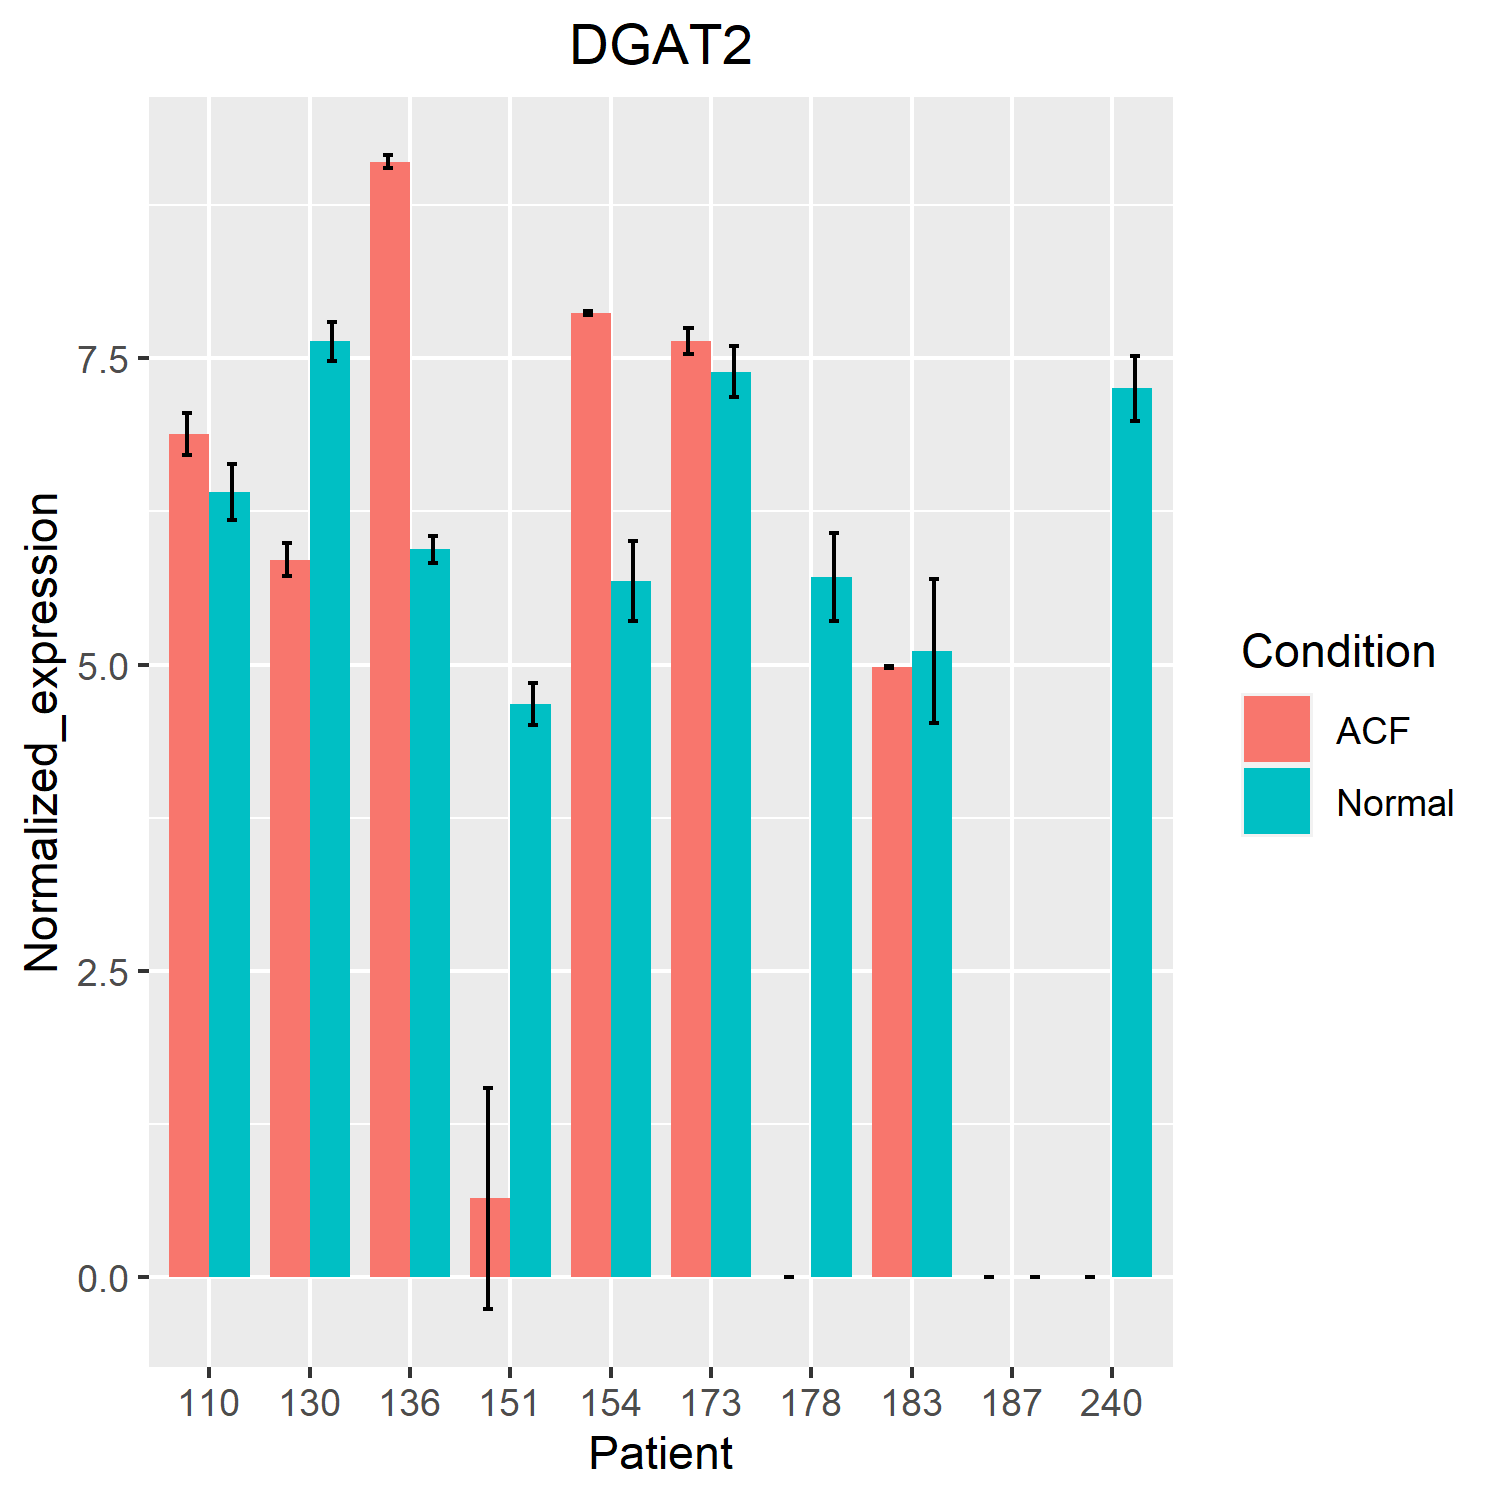 DGAT2
Normalized_expression
7.5
5.0
2.5
0.0
110 130 136 151 154 173 178 183 187 240
Patient
Condition
ACF
Normal